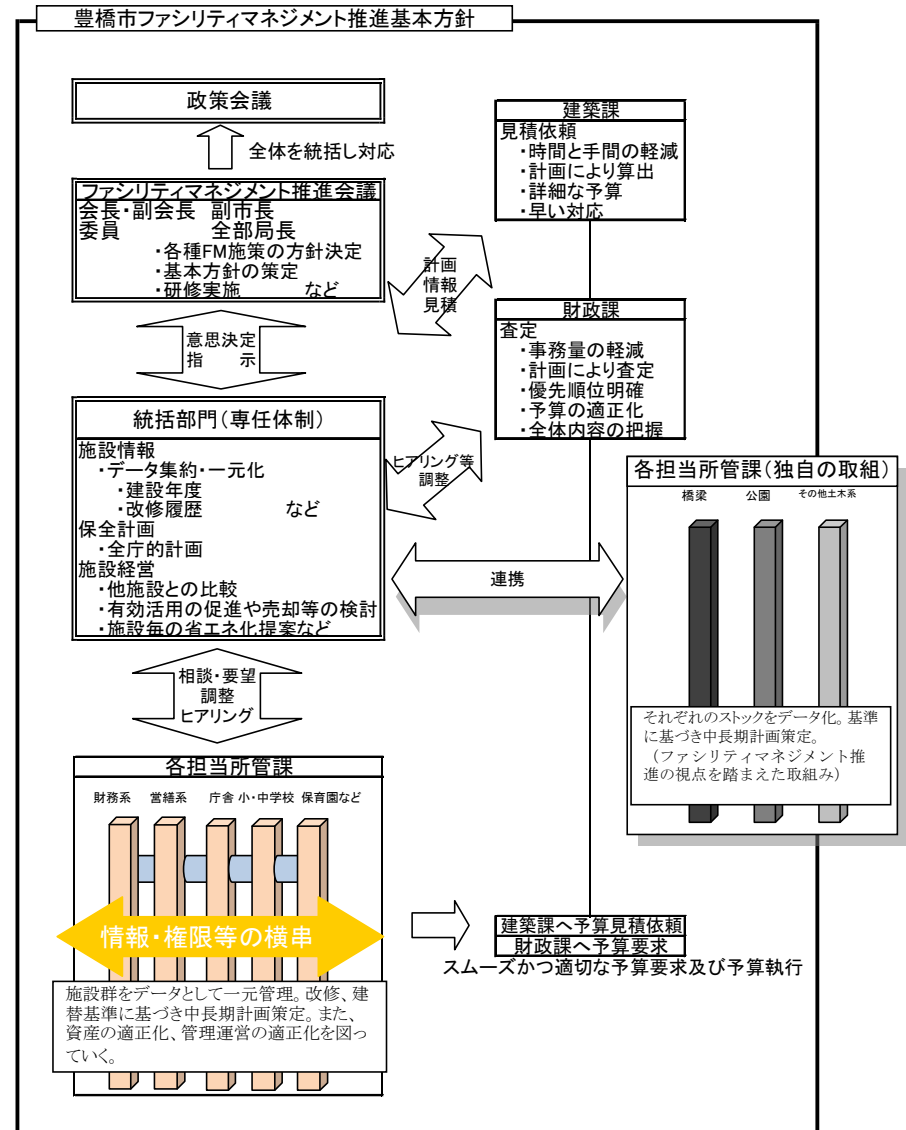 豊橋市ファシリティマネジメント推進基本方針
政策会議
全体を統括し対応
ファシリティマネジメント推進会議
会長・副会長　副市長
委員　　　　　全部局長
・各種FM施策の方針決定
・基本方針の策定
・研修実施　　　など
意思決定
指　　示
統括部門（専任体制）
施設情報
・データ集約・一元化
・建設年度
・改修履歴　　　　など
保全計画
・全庁的計画
施設経営
・他施設との比較
・有効活用の促進や売却等の検討
・施設毎の省エネ化提案など
相談・要望
調整
ヒアリング
各担当所管課
財務系　営繕系　庁舎　小・中学校　保育園など
情報・権限等の横串
施設群をデータとして一元管理。改修、建
替基準に基づき中長期計画策定。また、
資産の適正化、管理運営の適正化を図っ
ていく。
建築課
見積依頼
・時間と手間の軽減
・計画により算出
・詳細な予算
・早い対応
計画
情報
見積
財政課
査定
・事務量の軽減
・計画により査定
・優先順位明確
・予算の適正化
・全体内容の把握
ヒアリング等
調整
連携
各担当所管課（独自の取組）
橋梁　公園　その他土木系
それぞれのストックをデータ化。基準
に基づき中長期計画策定。
（ファシリティマネジメント推
進の視点を踏まえた取組み）
建築課へ予算見積依頼
財政課へ予算要求
スムーズかつ適切な予算要求及び予算執行